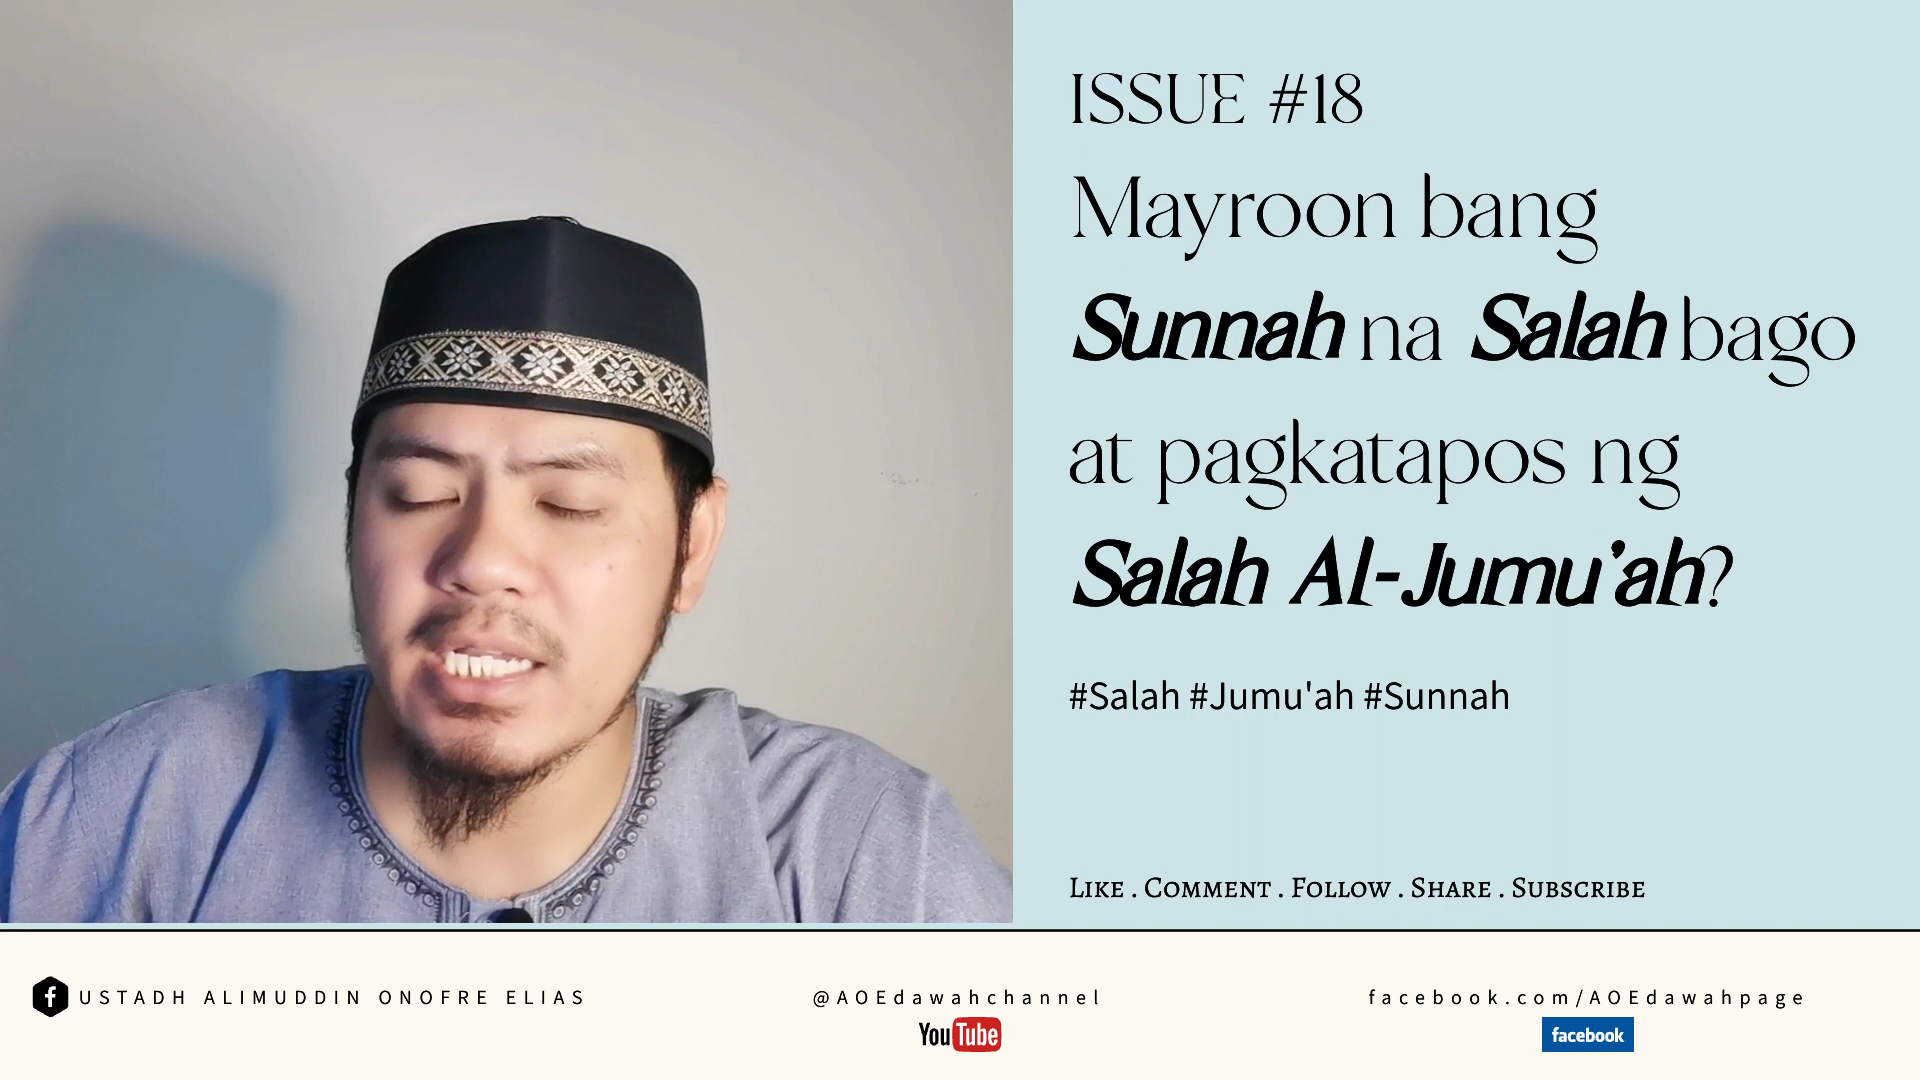 ISSUE #18
Mayroon bang
Sunnah na Salah bago
at pagkatapos ng
Salah Al-Jumu'ah?
#Salah #Jumu'ah #Sunnah
LIKE . COMMENT . FOLLOW . SHARE . SUBSCRIBE
USTADH ALIMUDDIN ONOFRE ELIAS
@AOEdawahchannel
YouTube
facebook.com/AOEdawahpage
facebook